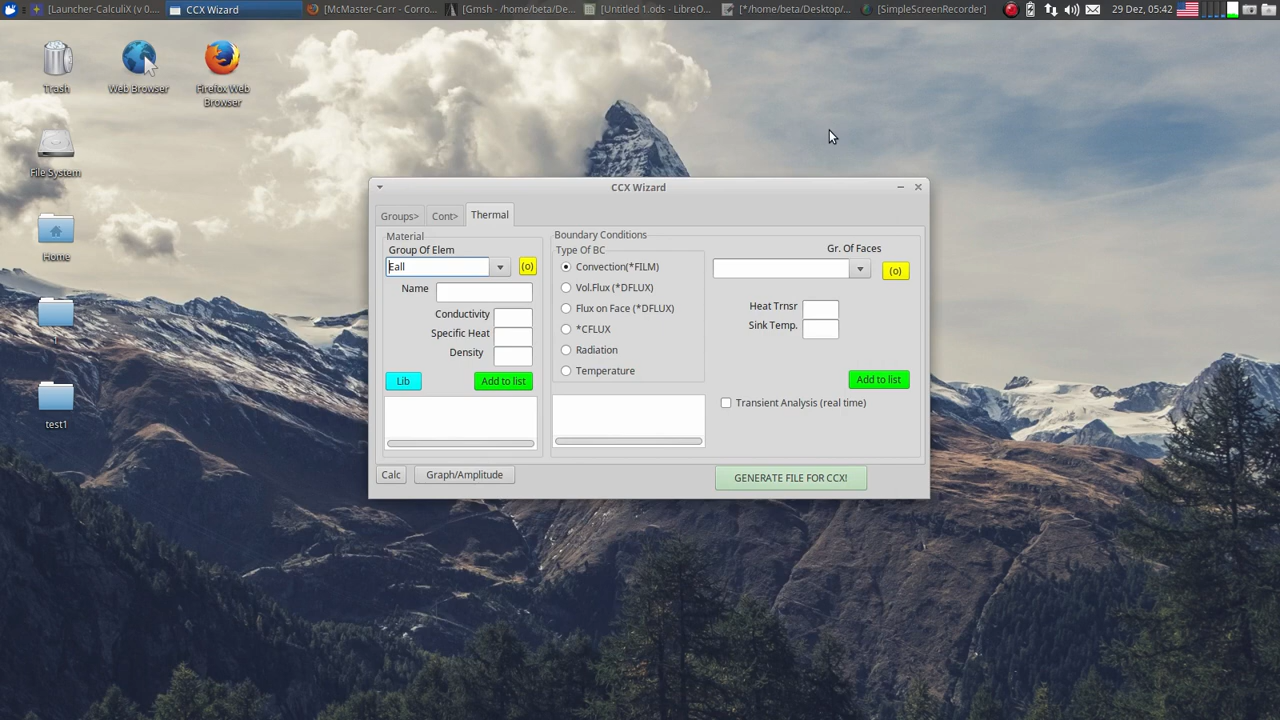 [Launcher-CalculiX (v 0....
CCX Wizard
[McMaster-Carr - Corro...
[Gmsh - /home/beta/De...
[Untitled 1.ods - LibreO...
[*/home/beta/Desktop/...
[SimpleScreenRecorder]
29 Dez, 05:42
Trash
Web Browser
Firefox Web
Browser
File System
Home
1
test1
CCX Wizard
Groups>
Cont>
Thermal
Material
Group Of Elem
Eall
(o)
Name
Conductivity
Specific Heat
Density
Lib
Add to list
Boundary Conditions
Type Of BC
Convection(*FILM)
Vol.Flux (*DFLUX)
Flux on Face (*DFLUX)
*CFLUX
Radiation
Temperature
Gr. Of Faces
(o)
Heat Trnsr
Sink Temp.
Add to list
Transient Analysis (real time)
Calc
Graph/Amplitude
GENERATE FILE FOR CCX!